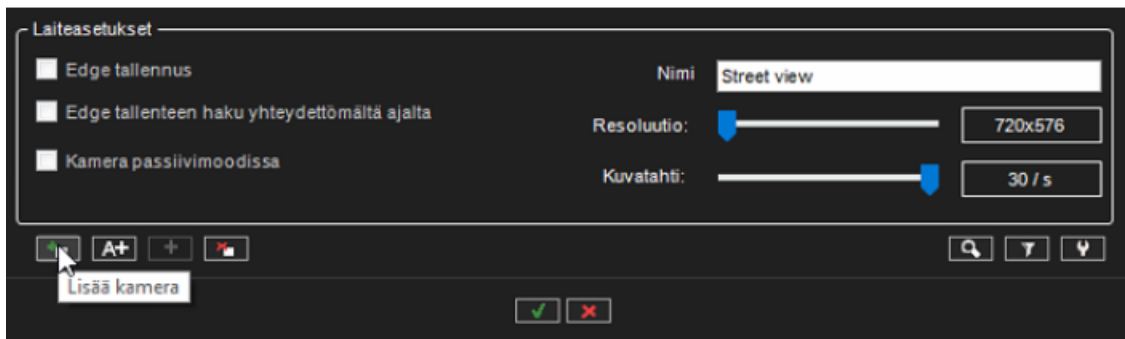 Laiteasetukset
Edge tallennus
Edge tallenteen haku yhteydettömältä ajalta
Kamera passiivimoodissa
Nimi Street view
Resoluutio: 720x576
Kuvatahti: 30 / s
A+
Lisää kamera